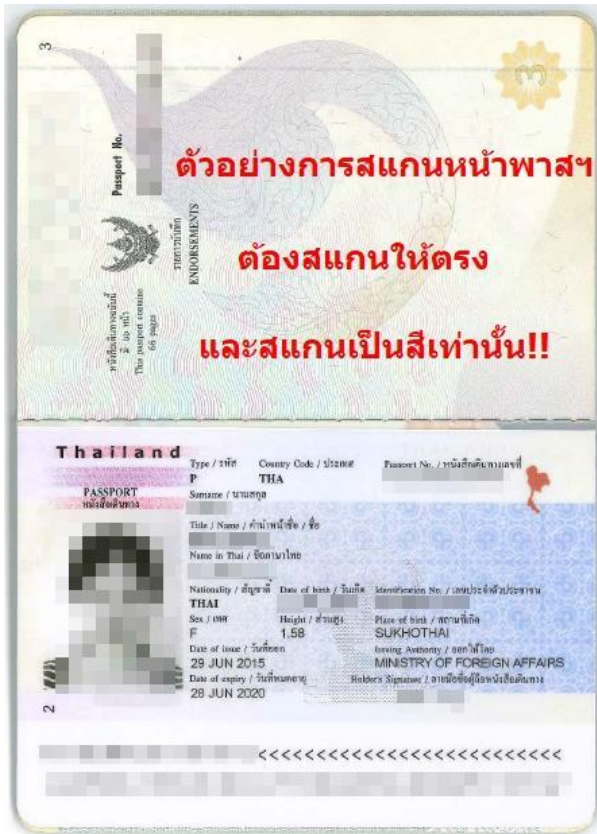 3
3
Passport No.
ตัวอย่างการสแกนหน้าพาสฯ
ต้องสแกนให้ตรง
และสแกนเป็นสีเท่านั้น!!
รายการบันทึก
ENDORSEMENTS
หนังสือเดินทางฉบับนี้
มี ๖๖ หน้า
This passport contains
66 pages
Thailand
PASSPORT
หนังสือเดินทาง
Type / รหัส Country Code / ประเทศ Passport No. / หนังสือเดินทางเลขที่
P THA
Surname / นามสกุล
Title / Name / คำนำหน้าชื่อ / ชื่อ
Name in Thai / ชื่อภาษาไทย
Nationality / สัญชาติ Date of birth / วันเกิด Identification No. / เลขประจำตัวประชาชน
THAI
Sex / เพศ Height / ส่วนสูง Place of birth / สถานที่เกิด
F 1.58 SUKHOTHAI
Date of issue / วันที่ออก Issuing Authority / ออกให้โดย
29 JUN 2015 MINISTRY OF FOREIGN AFFAIRS
Date of expiry / วันที่หมดอายุ Holder's Signature / ลายมือชื่อผู้ถือหนังสือเดินทาง
28 JUN 2020
2
<<<<<<<<<<<<<<<<<<<<<<<<<<